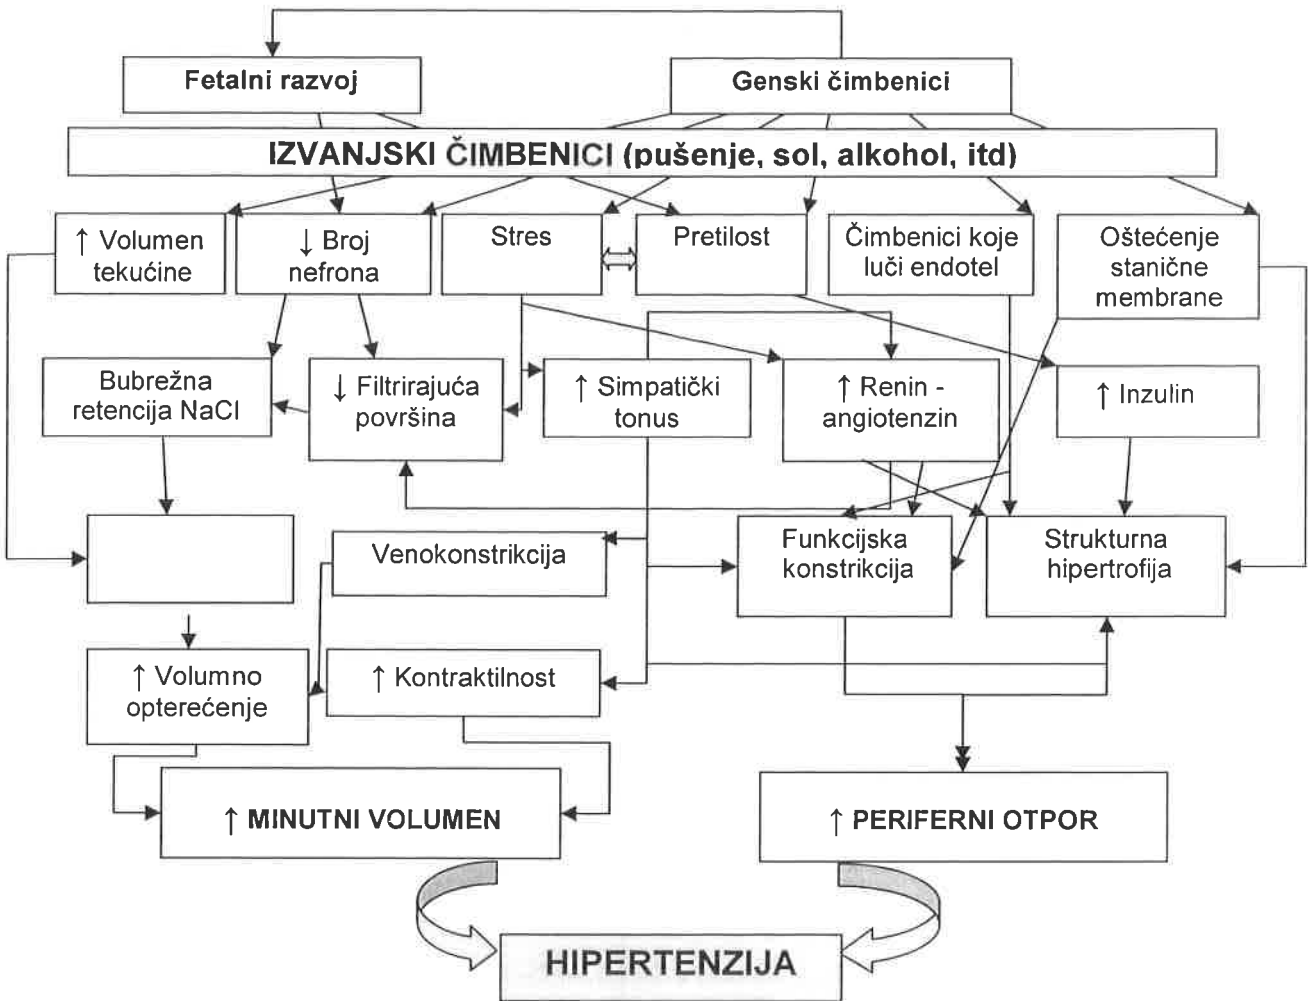 Fetalni razvoj
Genski čimbenici
IZVANJSKI ČIMBENICI (pušenje, sol, alkohol, itd)
↑ Volumen
tekućine
↓ Broj
nefrona
Stres
Pretilost
Čimbenici koje
luči endotel
Oštećenje
stanične
membrane
Bubrežna
retencija NaCl
↓ Filtrirajuća
površina
↑ Simpatički
tonus
↑ Renin -
angiotenzin
↑ Inzulin
Venokonstrikcija
Funkcijska
konstrikcija
Strukturna
hipertrofija
↑ Volumno
opterećenje
↑ Kontraktilnost
↑ MINUTNI VOLUMEN
↑ PERIFERNI OTPOR
HIPERTENZIJA